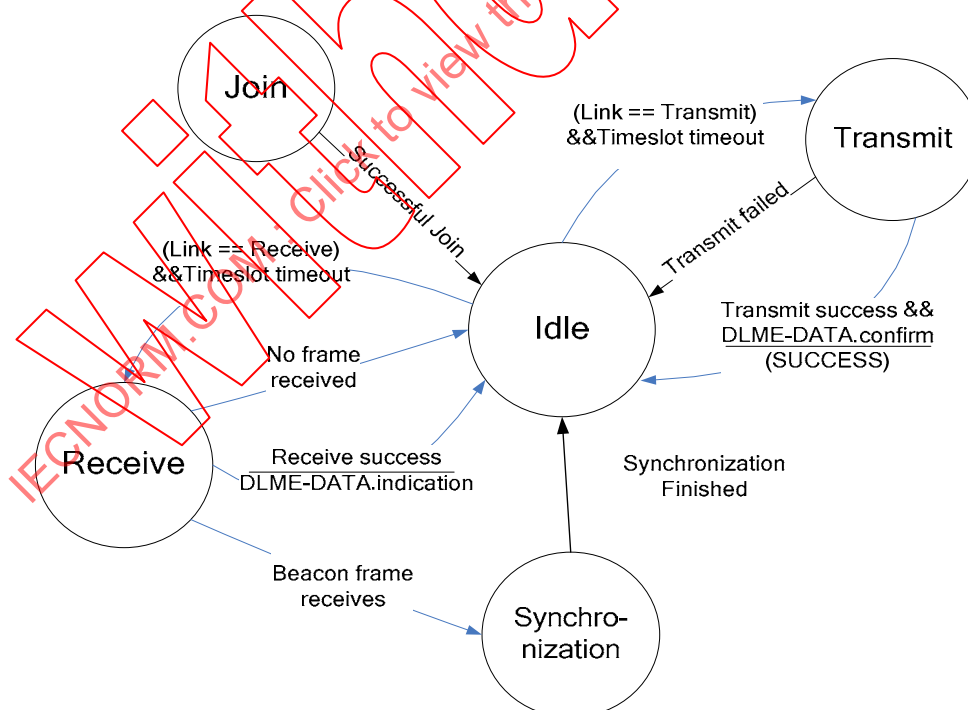 Join
(Link == Transmit)
&&Timeslot timeout
Transmit
Successful Join
Transmit failed
(Link == Receive)
&&Timeslot timeout
Idle
Transmit success &&
DLME-DATA.confirm
(SUCCESS)
No frame
received
Receive
Receive success
DLME-DATA.indication
Synchronization
Finished
Beacon frame
receives
Synchro-
nization
IECNORM.COM: Click to view the